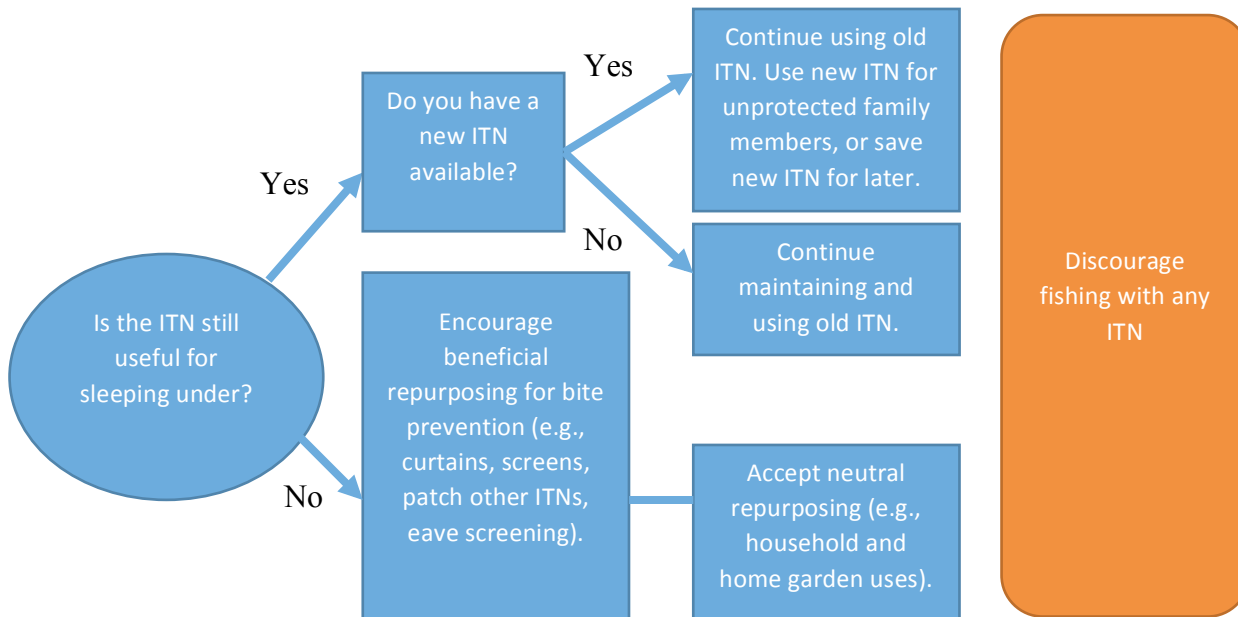 Is the ITN still
useful for
sleeping under?
Yes
Do you have a
new ITN
available?
Yes
Continue using old
ITN. Use new ITN for
unprotected family
members, or save
new ITN for later.
No
Continue
maintaining and
using old ITN.
No
Encourage
beneficial
repurposing for bite
prevention (e.g.,
curtains, screens,
patch other ITNs,
eave screening).
Accept neutral
repurposing (e.g.,
household and
home garden uses).
Discourage
fishing with any
ITN